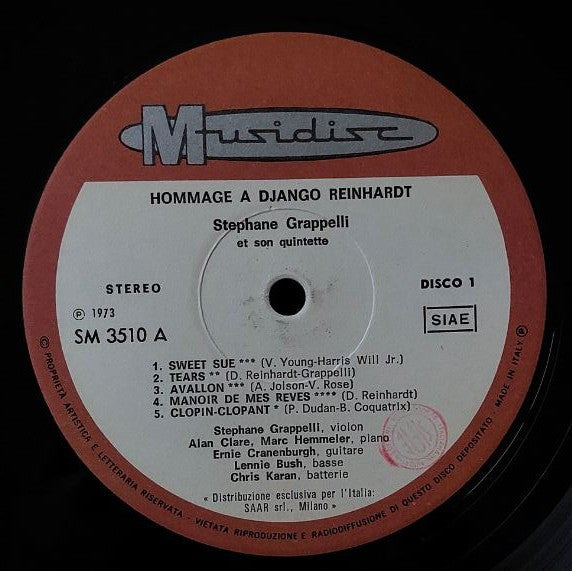 Musidisc
HOMMAGE A DJANGO REINHARDT
Stephane Grappelli
et son quintette
STEREO
DISCO 1
℗ 1973
SIAE
SM 3510 A
1. SWEET SUE *** (V. Young-Harris Will Jr.)
2. TEARS ** (D. Reinhardt-Grappelli)
3. AVALLON *** (A. Jolson-V. Rose)
4. MANOIR DE MES REVES **** (D. Reinhardt)
5. CLOPIN-CLOPANT * (P. Dudan-B. Coquatrix)
Stephane Grappelli, violon
Alan Clare, Marc Hemmeler, piano
Ernie Cranenburgh, guitare
Lennie Bush, basse
Chris Karan, batterie
« Distribuzione esclusiva per l'Italia:
SAAR srl., Milano »
© PROPRIETÀ ARTISTICA E LETTERARIA RISERVATA - VIETATA RIPRODUZIONE E RADIODIFFUSIONE DI QUESTO DISCO DEPOSITATO - MADE IN ITALY ℗